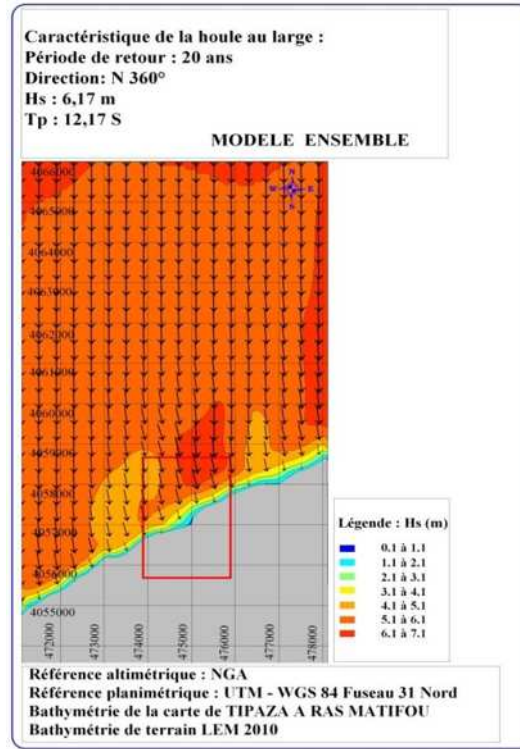 Caractéristique de la houle au large :
Période de retour : 20 ans
Direction: N 360°
Hs : 6,17 m
Tp : 12,17 S
MODELE ENSEMBLE
N
W E
4066000
4065000
4064000
4063000
4062000
4061000
4060000
4059000
4058000
4057000
4056000
4055000
472000
473000
474000
475000
476000
477000
478000
Légende : Hs (m)
0.1 à 1.1
1.1 à 2.1
2.1 à 3.1
3.1 à 4.1
4.1 à 5.1
5.1 à 6.1
6.1 à 7.1
Référence altimétrique : NGA
Référence planimétrique : UTM - WGS 84 Fuseau 31 Nord
Bathymétrie de la carte de TIPAZA A RAS MATIFOU
Bathymétrie de terrain LEM 2010